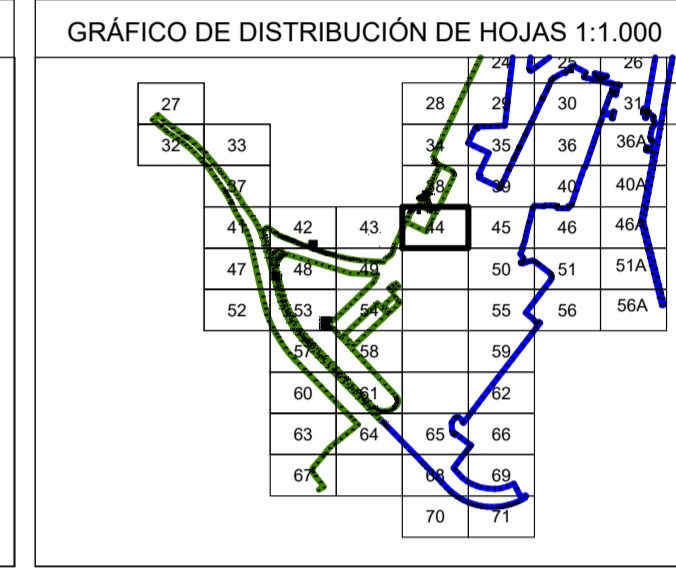 GRÁFICO DE DISTRIBUCIÓN DE HOJAS 1:1.000
24 25 26
27 28 29 30 31
32 33 34 35 36 36A
37 38 39 40 40A
41 42 43 44 45 46 46A
47 48 49 50 51 51A
52 53 54 55 56 56A
57 58 59
60 61 62
63 64 65 66
67 68 69
70 71